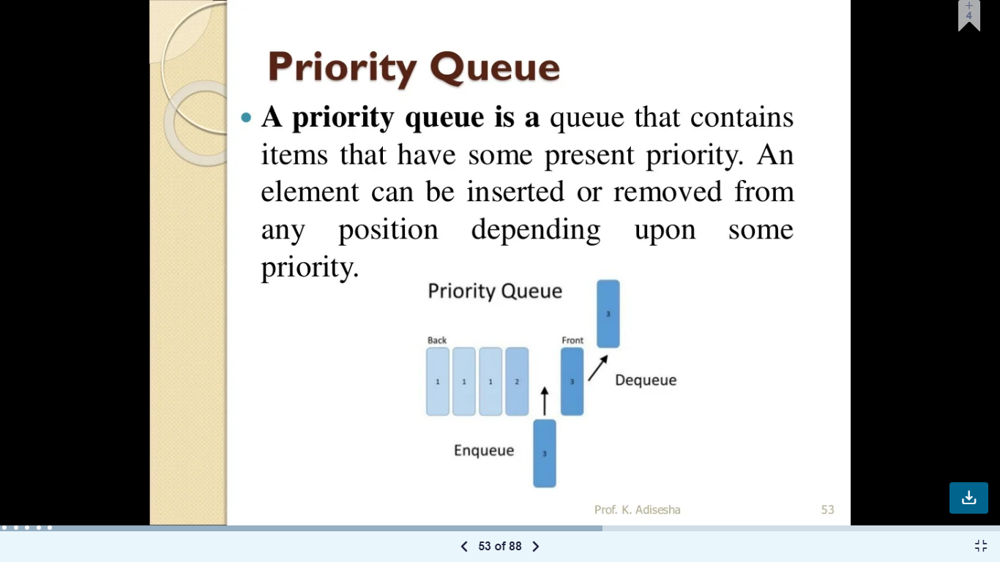 +
4
Priority Queue
• A priority queue is a queue that contains
items that have some present priority. An
element can be inserted or removed from
any position depending upon some
priority.
Priority Queue
3
Back
Front
1 1 1 2 3
Dequeue
Enqueue
3
Prof. K. Adisesha
53
53 of 88